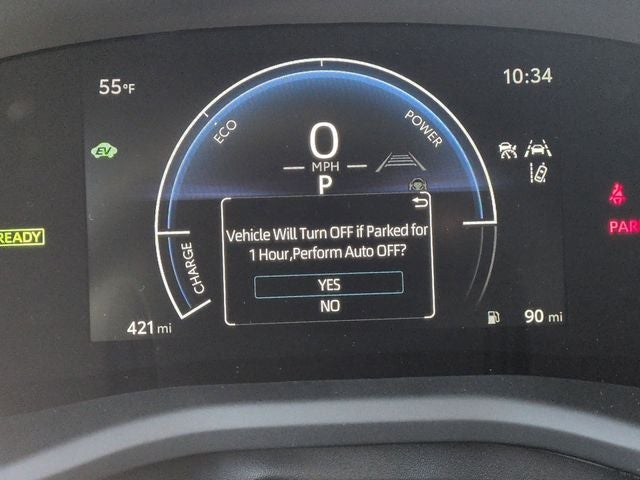 55°F
10:34
EV
ECO
POWER
0
MPH
P
READY
CHARGE
PAR
Vehicle Will Turn OFF if Parked for
1 Hour,Perform Auto OFF?
YES
NO
421 mi
90 mi